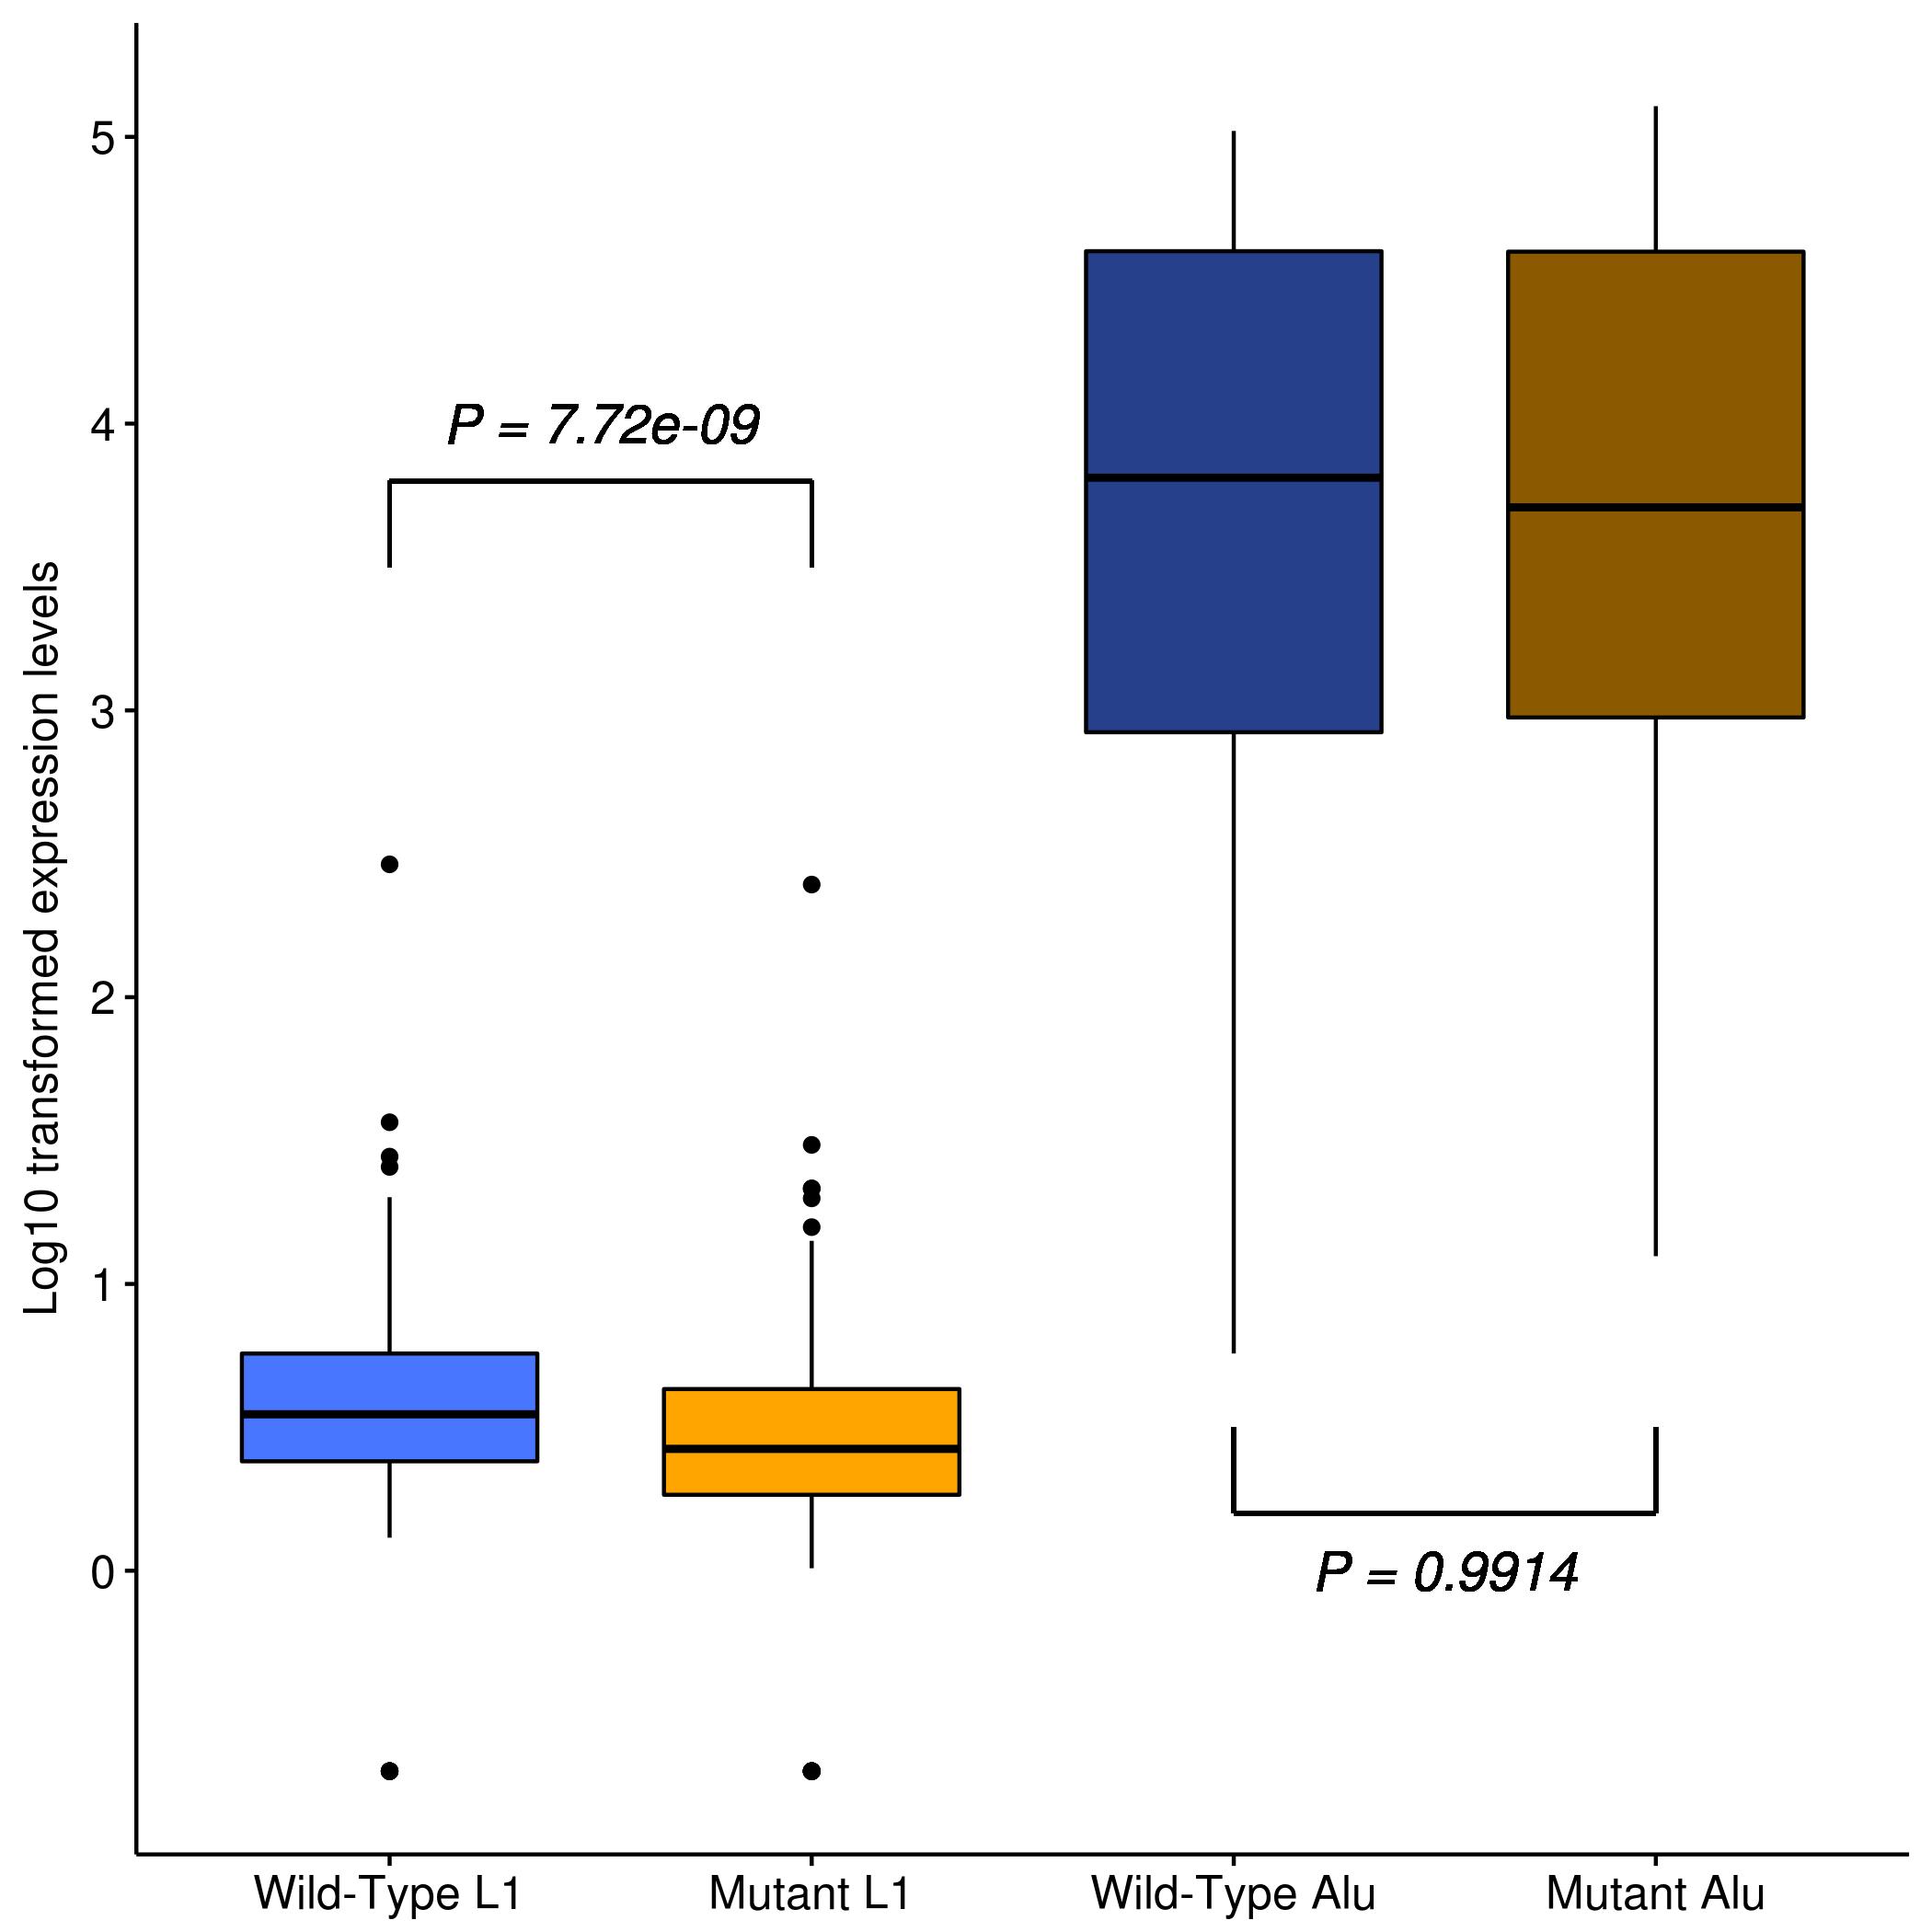 Log10 transformed expression levels
5
4
3
2
1
0
P = 7.72e-09
P = 0.9914
Wild-Type L1
Mutant L1
Wild-Type Alu
Mutant Alu